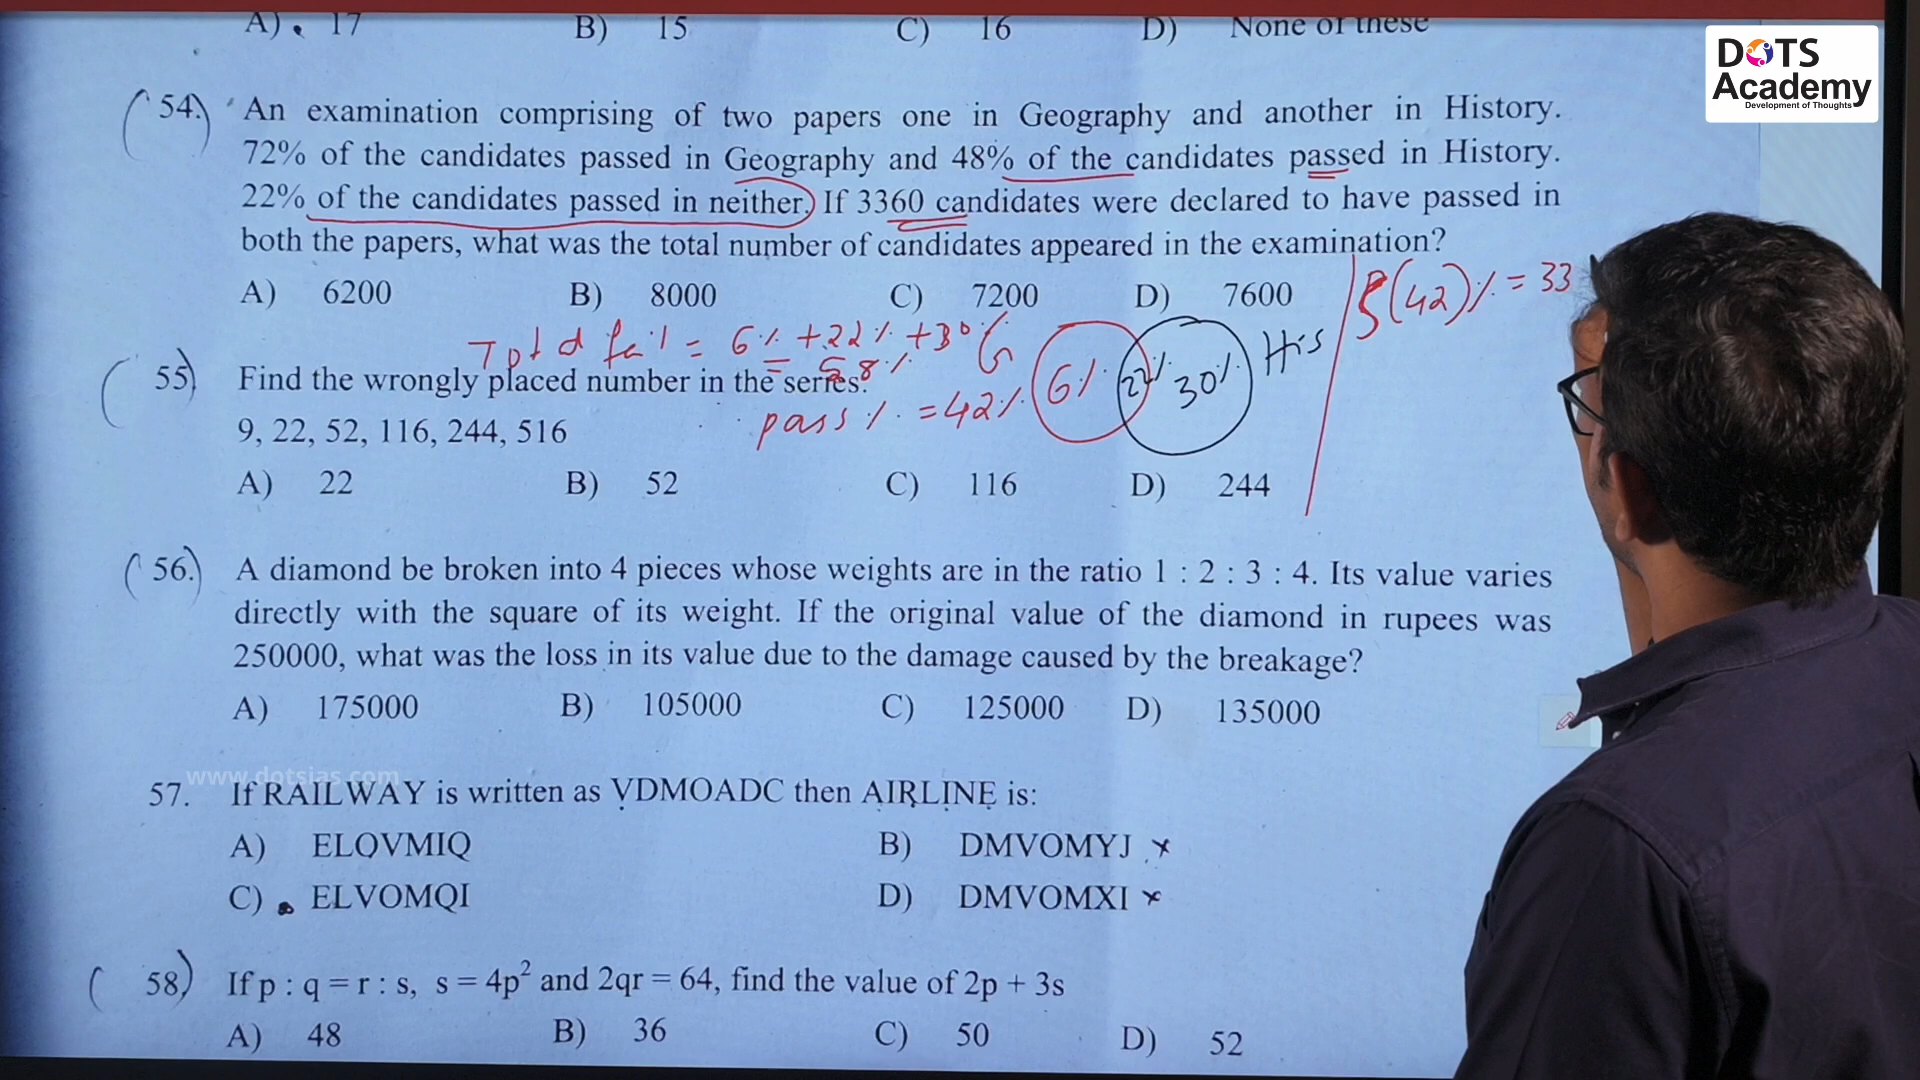 A) 17 B) 15 C) 16 D) None of these
DOTS
Academy
Development of Thoughts
54. An examination comprising of two papers one in Geography and another in History.
72% of the candidates passed in Geography and 48% of the candidates passed in History.
22% of the candidates passed in neither. If 3360 candidates were declared to have passed in
both the papers, what was the total number of candidates appeared in the examination?
A) 6200 B) 8000 C) 7200 D) 7600
(42)% = 33
Total fail = 6% + 22% + 30%
= 58%
G 6% 22% 30% His
pass % = 42%
55) Find the wrongly placed number in the series.
9, 22, 52, 116, 244, 516
A) 22 B) 52 C) 116 D) 244
56. A diamond be broken into 4 pieces whose weights are in the ratio 1 : 2 : 3 : 4. Its value varies
directly with the square of its weight. If the original value of the diamond in rupees was
250000, what was the loss in its value due to the damage caused by the breakage?
A) 175000 B) 105000 C) 125000 D) 135000
www.dotsias.com
57. If RAILWAY is written as VDMOADC then AIRLINE is:
A) ELOVMIQ B) DMVOMYJ
C) ELVOMQI D) DMVOMXI
58) If p : q = r : s, s = 4p² and 2qr = 64, find the value of 2p + 3s
A) 48 B) 36 C) 50 D) 52